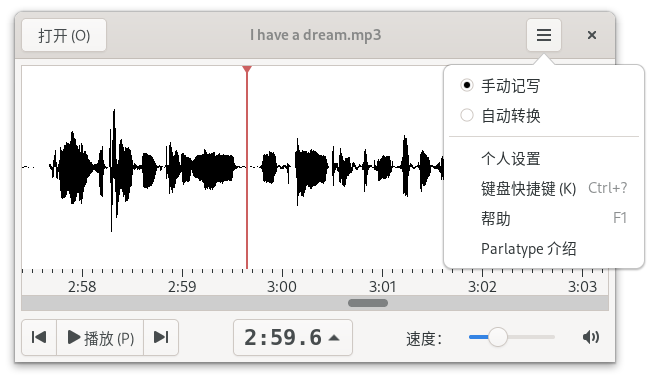 打开 (O)
I have a dream.mp3
手动记写
自动转换
个人设置
键盘快捷键 (K) Ctrl+?
帮助 F1
Parlatype 介绍
2:58 2:59 3:00 3:01 3:02 3:03
播放 (P)
2:59.6
速度：